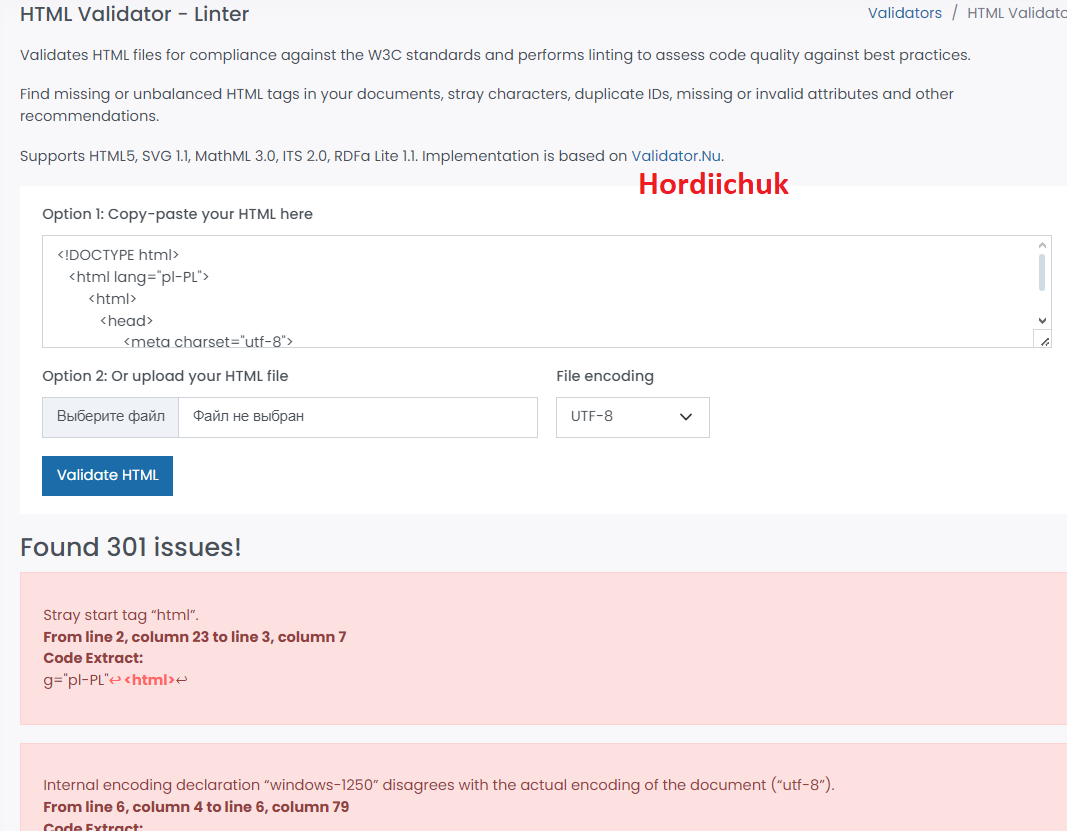 HTML Validator - Linter
Validators / HTML Validato
Validates HTML files for compliance against the W3C standards and performs linting to assess code quality against best practices.
Find missing or unbalanced HTML tags in your documents, stray characters, duplicate IDs, missing or invalid attributes and other
recommendations.
Supports HTML5, SVG 1.1, MathML 3.0, ITS 2.0, RDFa Lite 1.1. Implementation is based on Validator.Nu.
Hordiichuk
Option 1: Copy-paste your HTML here
<!DOCTYPE html>
<html lang="pl-PL">
<html>
<head>
<meta charset="utf-8">
Option 2: Or upload your HTML file
File encoding
Выберите файл
Файл не выбран
UTF-8
Validate HTML
Found 301 issues!
Stray start tag “html”.
From line 2, column 23 to line 3, column 7
Code Extract:
g="pl-PL"↩<html>↩
Internal encoding declaration “windows-1250” disagrees with the actual encoding of the document (“utf-8”).
From line 6, column 4 to line 6, column 79
Code Extract: